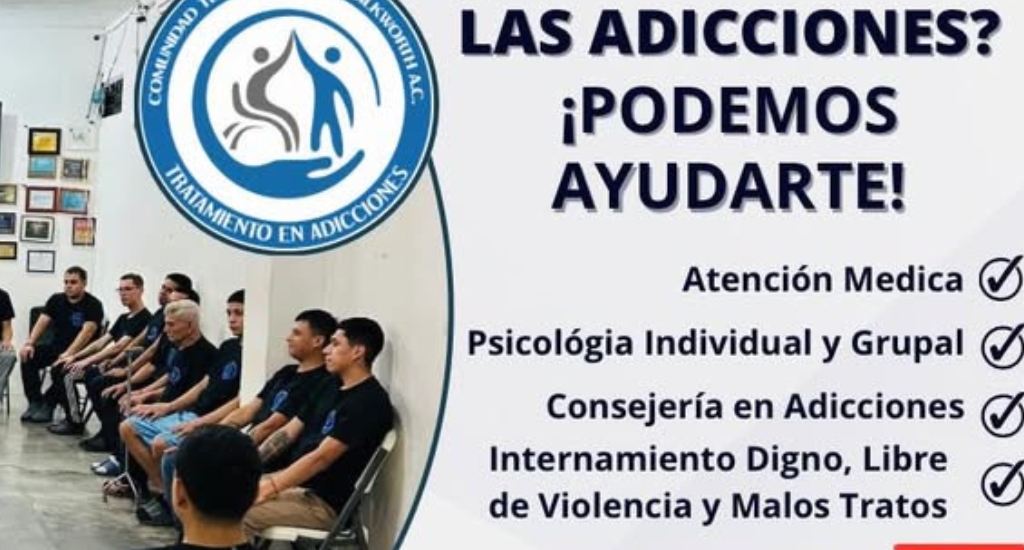 COMUNIDAD
A.C.
TRATAMIENTO EN ADICCIONES
LAS ADICCIONES?
¡PODEMOS
AYUDARTE!
Atención Medica
Psicológia Individual y Grupal
Consejería en Adicciones
Internamiento Digno, Libre
de Violencia y Malos Tratos